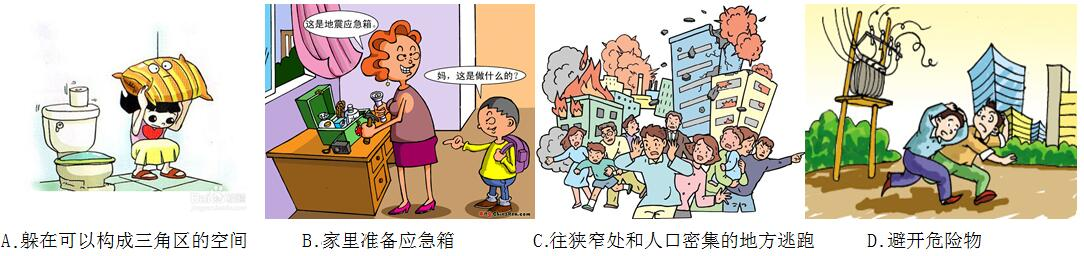 这是地震应急箱。
妈，这是做什么的？
A.躲在可以构成三角区的空间
B.家里准备应急箱
C.往狭窄处和人口密集的地方逃跑
D.避开危险物